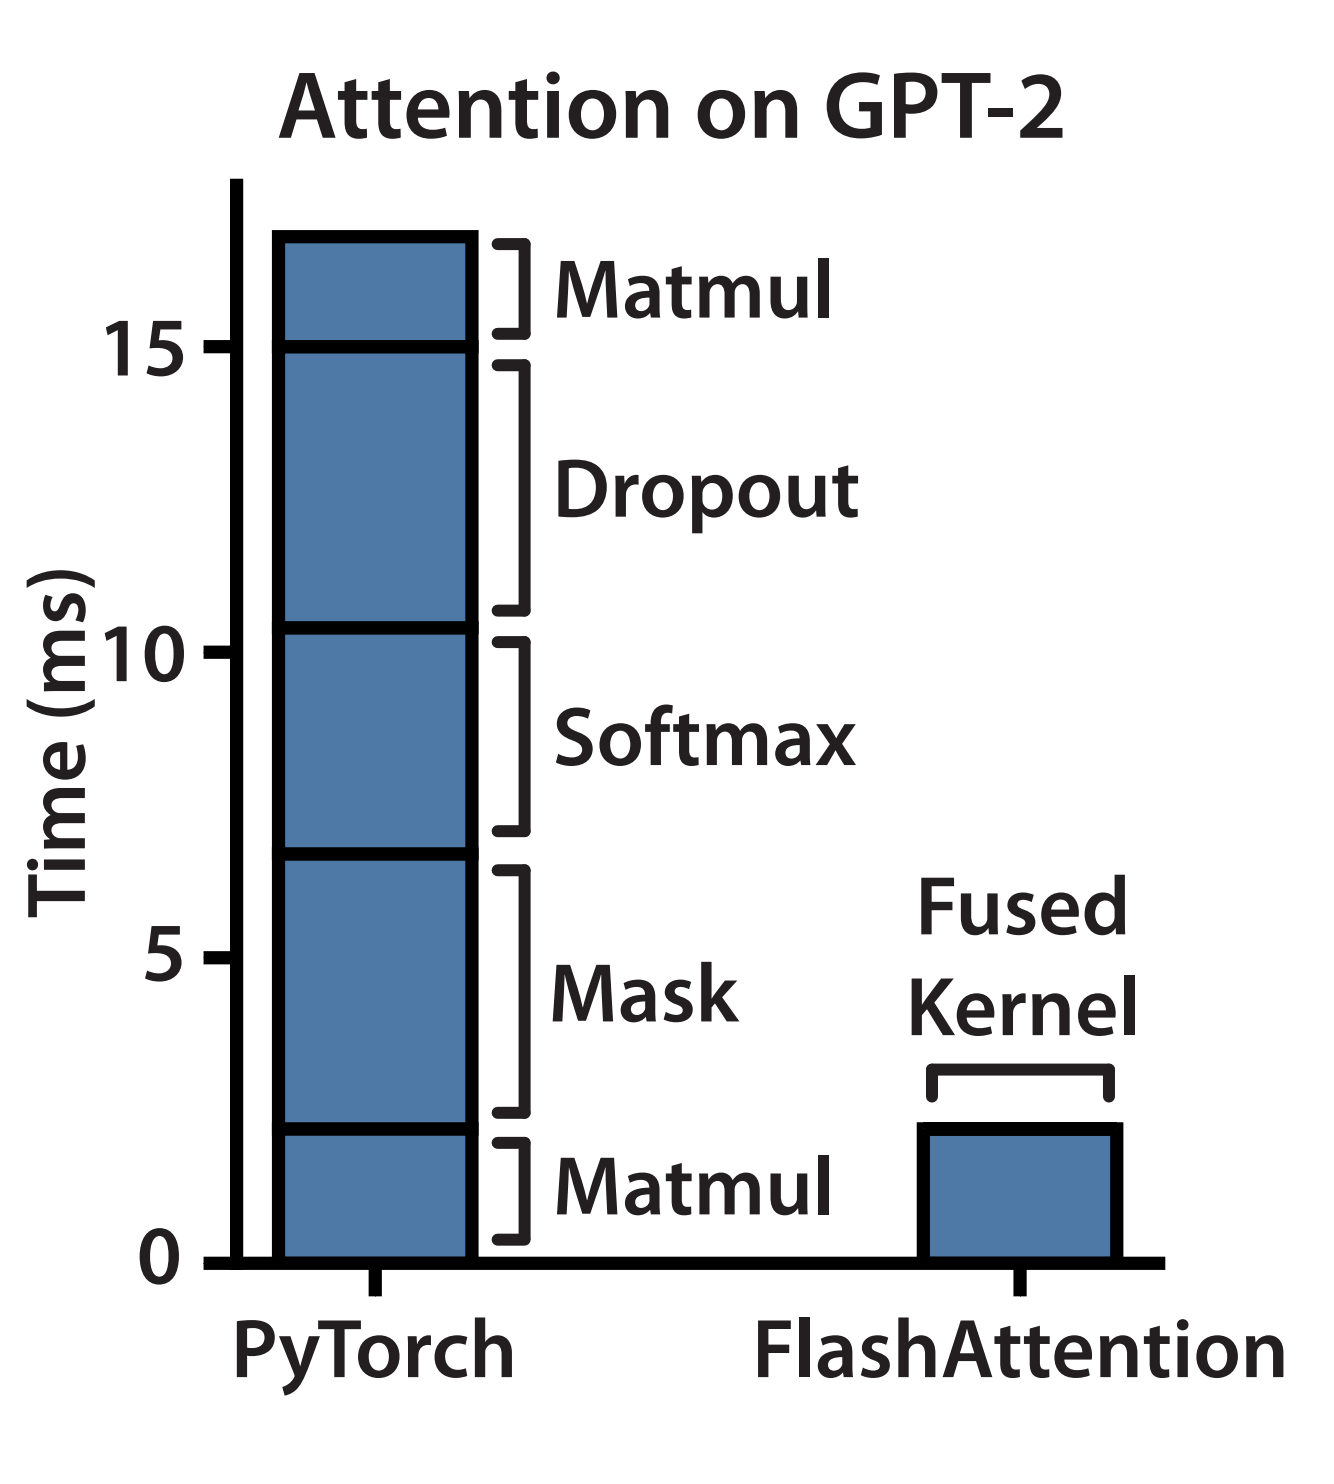 Attention on GPT-2
Time (ms)
15
10
5
0
Matmul
Dropout
Softmax
Mask
Matmul
Fused
Kernel
PyTorch
FlashAttention